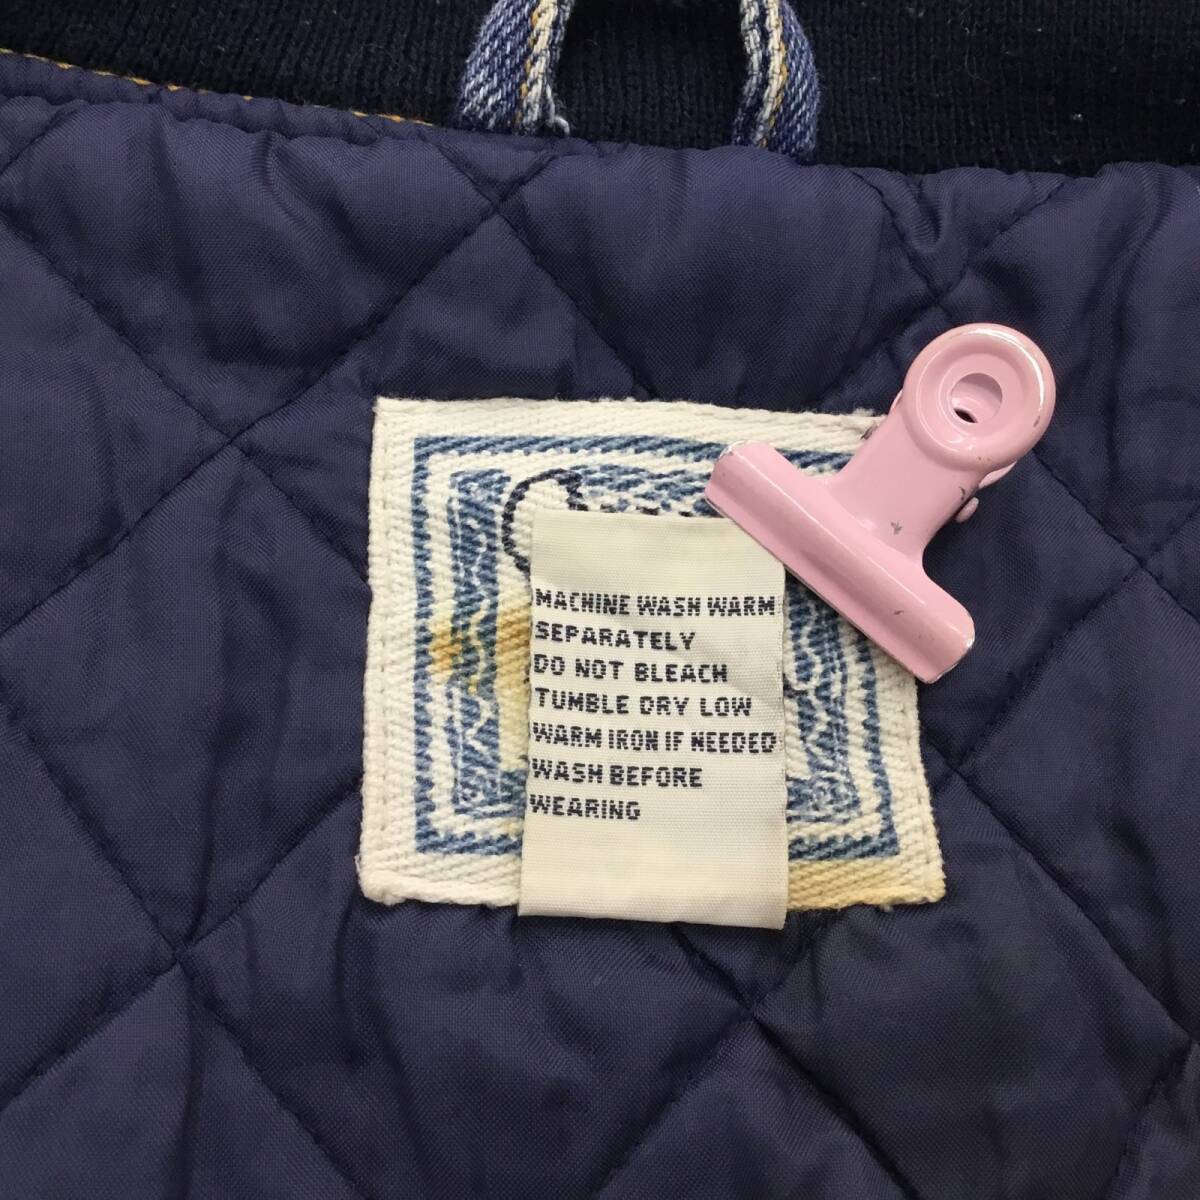 MACHINE WASH WARM
SEPARATELY
DO NOT BLEACH
TUMBLE DRY LOW
WARM IRON IF NEEDED
WASH BEFORE
WEARING